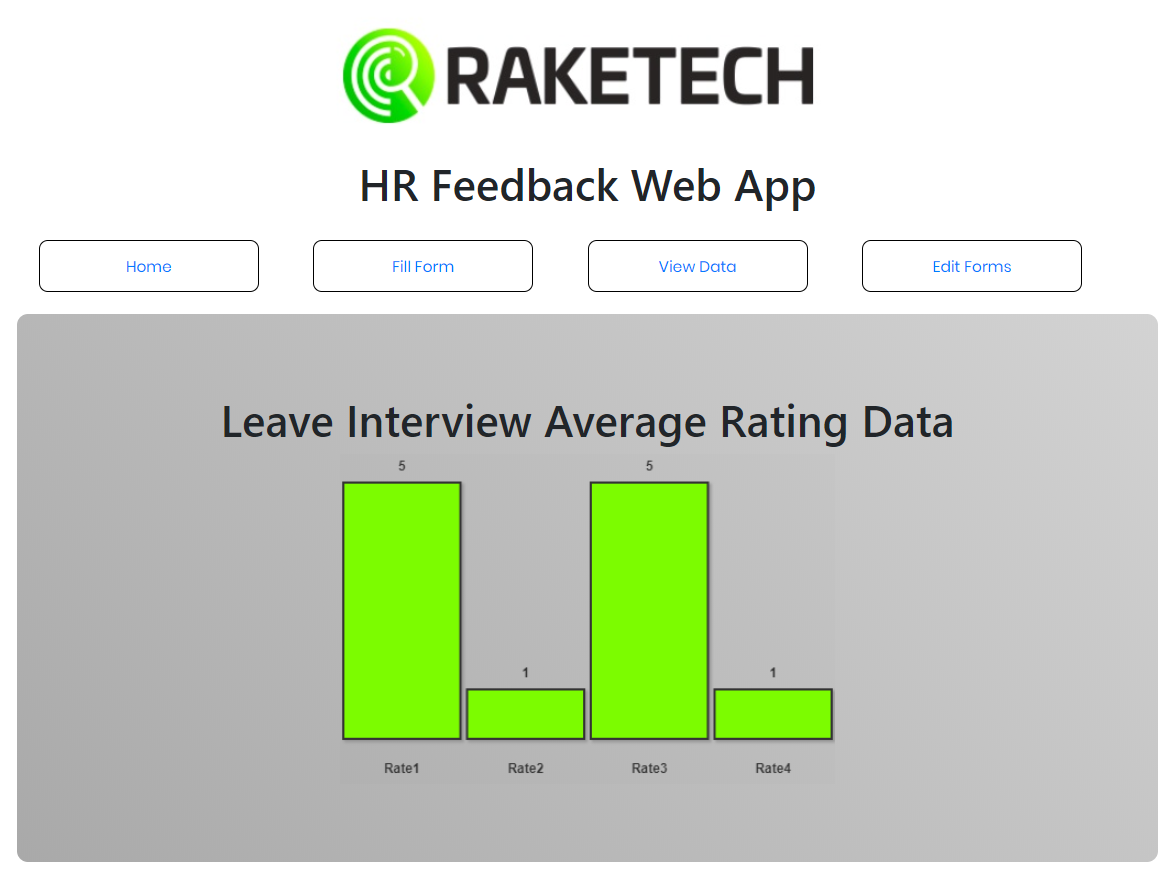 RAKETECH
HR Feedback Web App
Home Fill Form View Data Edit Forms
Leave Interview Average Rating Data
5 5
1 1
Rate1 Rate2 Rate3 Rate4